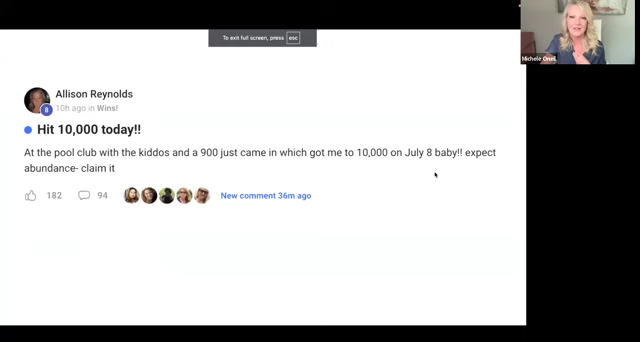 To exit full screen, press esc
Allison Reynolds
8
10h ago in Wins!
Hit 10,000 today!!
At the pool club with the kiddos and a 900 just came in which got me to 10,000 on July 8 baby!! expect
abundance- claim it
182
94
New comment 36m ago
Michele Oneil